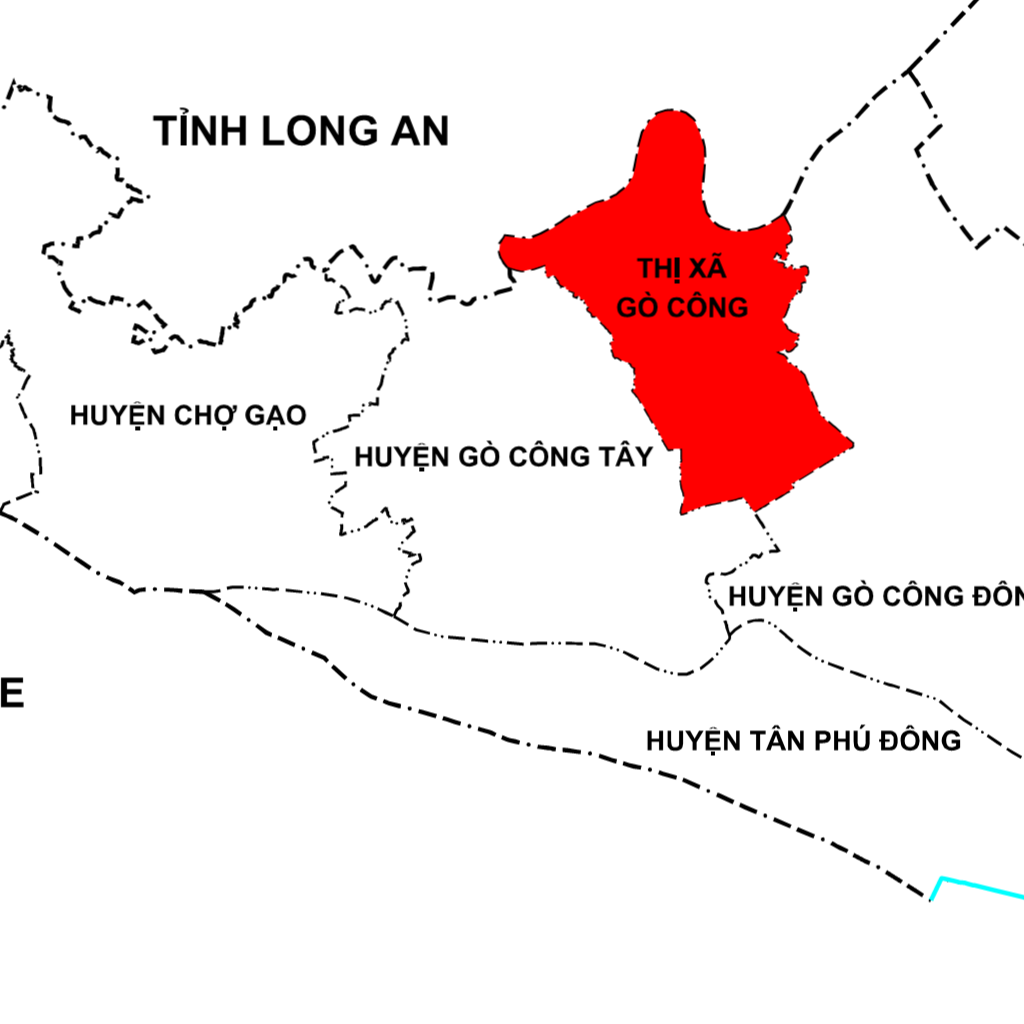 TỈNH LONG AN
THỊ XÃ
GÒ CÔNG
HUYỆN CHỢ GẠO
HUYỆN GÒ CÔNG TÂY
HUYỆN GÒ CÔNG ĐÔN
E
HUYỆN TÂN PHÚ ĐÔNG